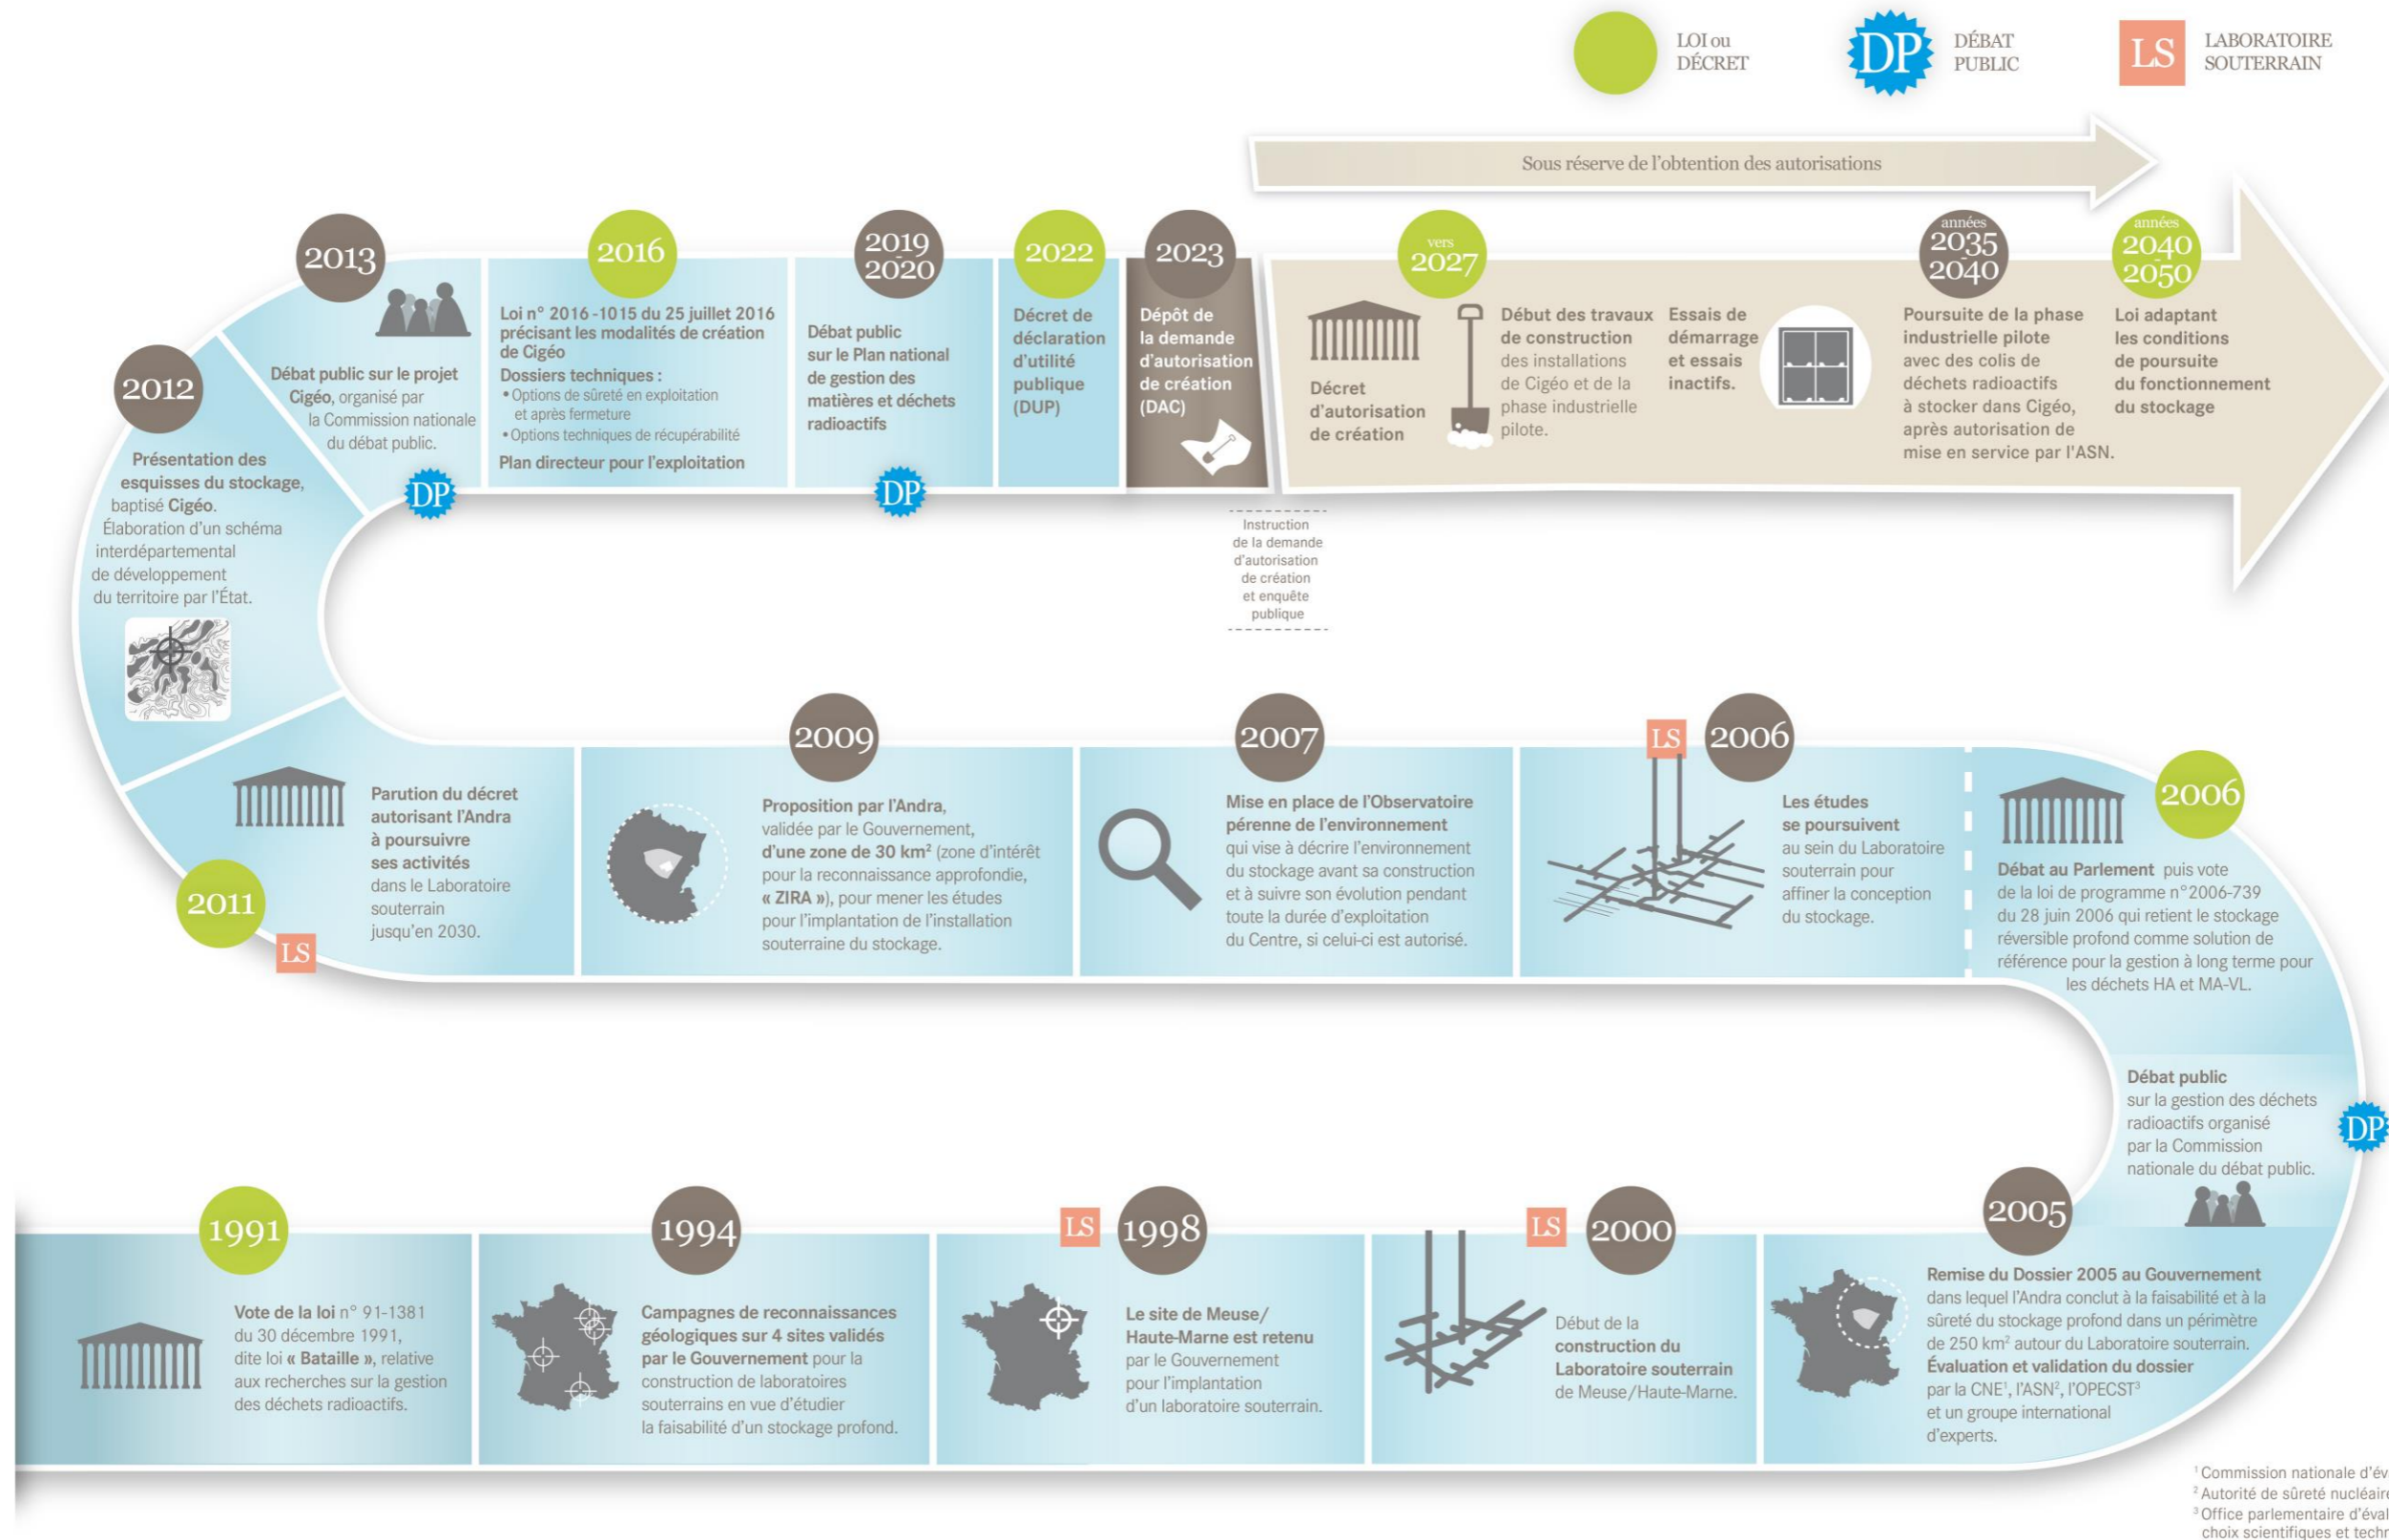 LOI ou
DÉCRET
DP
DÉBAT
PUBLIC
LS
LABORATOIRE
SOUTERRAIN
Sous réserve de l'obtention des autorisations
2013
Débat public sur le projet
Cigéo, organisé par
la Commission nationale
du débat public.
DP
2016
Loi n° 2016 -1015 du 25 juillet 2016
précisant les modalités de création
de Cigéo
Dossiers techniques :
• Options de sûreté en exploitation
et après fermeture
• Options techniques de récupérabilité
Plan directeur pour l'exploitation
2019
-
2020
Débat public
sur le Plan national
de gestion des
matières et déchets
radioactifs
DP
2022
Décret de
déclaration
d'utilité
publique
(DUP)
2023
Dépôt de
la demande
d'autorisation
de création
(DAC)
Instruction
de la demande
d'autorisation
de création
et enquête
publique
vers
2027
Décret
d'autorisation
de création
Début des travaux
de construction
des installations
de Cigéo et de la
phase industrielle
pilote.
Essais de
démarrage
et essais
inactifs.
années
2035
-
2040
Poursuite de la phase
industrielle pilote
avec des colis de
déchets radioactifs
à stocker dans Cigéo,
après autorisation de
mise en service par l'ASN.
années
2040
-
2050
Loi adaptant
les conditions
de poursuite
du fonctionnement
du stockage
2012
Présentation des
esquisses du stockage,
baptisé Cigéo.
Élaboration d'un schéma
interdépartemental
de développement
du territoire par l'État.
2011
Parution du décret
autorisant l'Andra
à poursuivre
ses activités
dans le Laboratoire
souterrain
jusqu'en 2030.
LS
2009
Proposition par l'Andra,
validée par le Gouvernement,
d'une zone de 30 km² (zone d'intérêt
pour la reconnaissance approfondie,
« ZIRA »), pour mener les études
pour l'implantation de l'installation
souterraine du stockage.
2007
Mise en place de l'Observatoire
pérenne de l'environnement
qui vise à décrire l'environnement
du stockage avant sa construction
et à suivre son évolution pendant
toute la durée d'exploitation
du Centre, si celui-ci est autorisé.
LS
2006
Les études
se poursuivent
au sein du Laboratoire
souterrain pour
affiner la conception
du stockage.
2006
Débat au Parlement puis vote
de la loi de programme n°2006-739
du 28 juin 2006 qui retient le stockage
réversible profond comme solution de
référence pour la gestion à long terme pour
les déchets HA et MA-VL.
Débat public
sur la gestion des déchets
radioactifs organisé
par la Commission
nationale du débat public.
DP
1991
Vote de la loi n° 91-1381
du 30 décembre 1991,
dite loi « Bataille », relative
aux recherches sur la gestion
des déchets radioactifs.
1994
Campagnes de reconnaissances
géologiques sur 4 sites validés
par le Gouvernement pour la
construction de laboratoires
souterrains en vue d'étudier
la faisabilité d'un stockage profond.
LS
1998
Le site de Meuse/
Haute-Marne est retenu
par le Gouvernement
pour l'implantation
d'un laboratoire souterrain.
LS
2000
Début de la
construction du
Laboratoire souterrain
de Meuse/Haute-Marne.
2005
Remise du Dossier 2005 au Gouvernement
dans lequel l'Andra conclut à la faisabilité et à la
sûreté du stockage profond dans un périmètre
de 250 km² autour du Laboratoire souterrain.
Évaluation et validation du dossier
par la CNE¹, l'ASN², l'OPECST³
et un groupe international
d'experts.
¹ Commission nationale d'év
² Autorité de sûreté nucléaire
³ Office parlementaire d'éval
choix scientifiques et techn